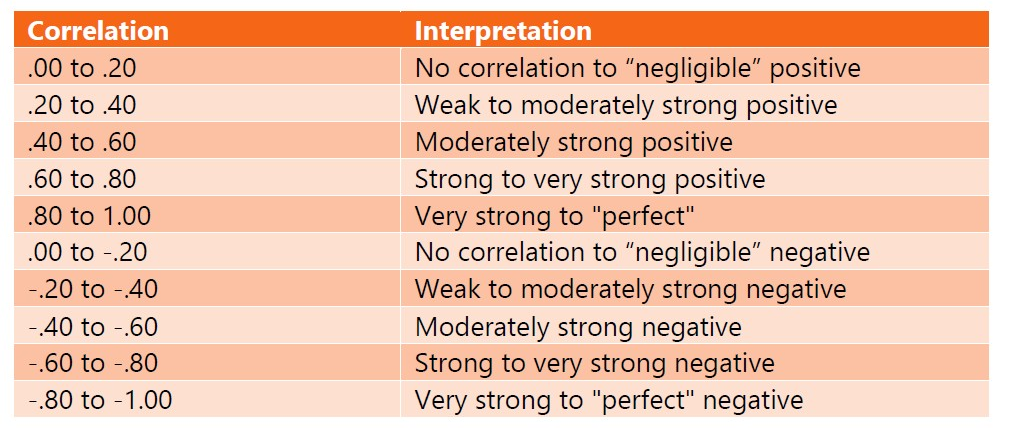 Correlation Interpretation
.00 to .20 No correlation to “negligible” positive
.20 to .40 Weak to moderately strong positive
.40 to .60 Moderately strong positive
.60 to .80 Strong to very strong positive
.80 to 1.00 Very strong to "perfect"
.00 to -.20 No correlation to “negligible” negative
-.20 to -.40 Weak to moderately strong negative
-.40 to -.60 Moderately strong negative
-.60 to -.80 Strong to very strong negative
-.80 to -1.00 Very strong to "perfect" negative